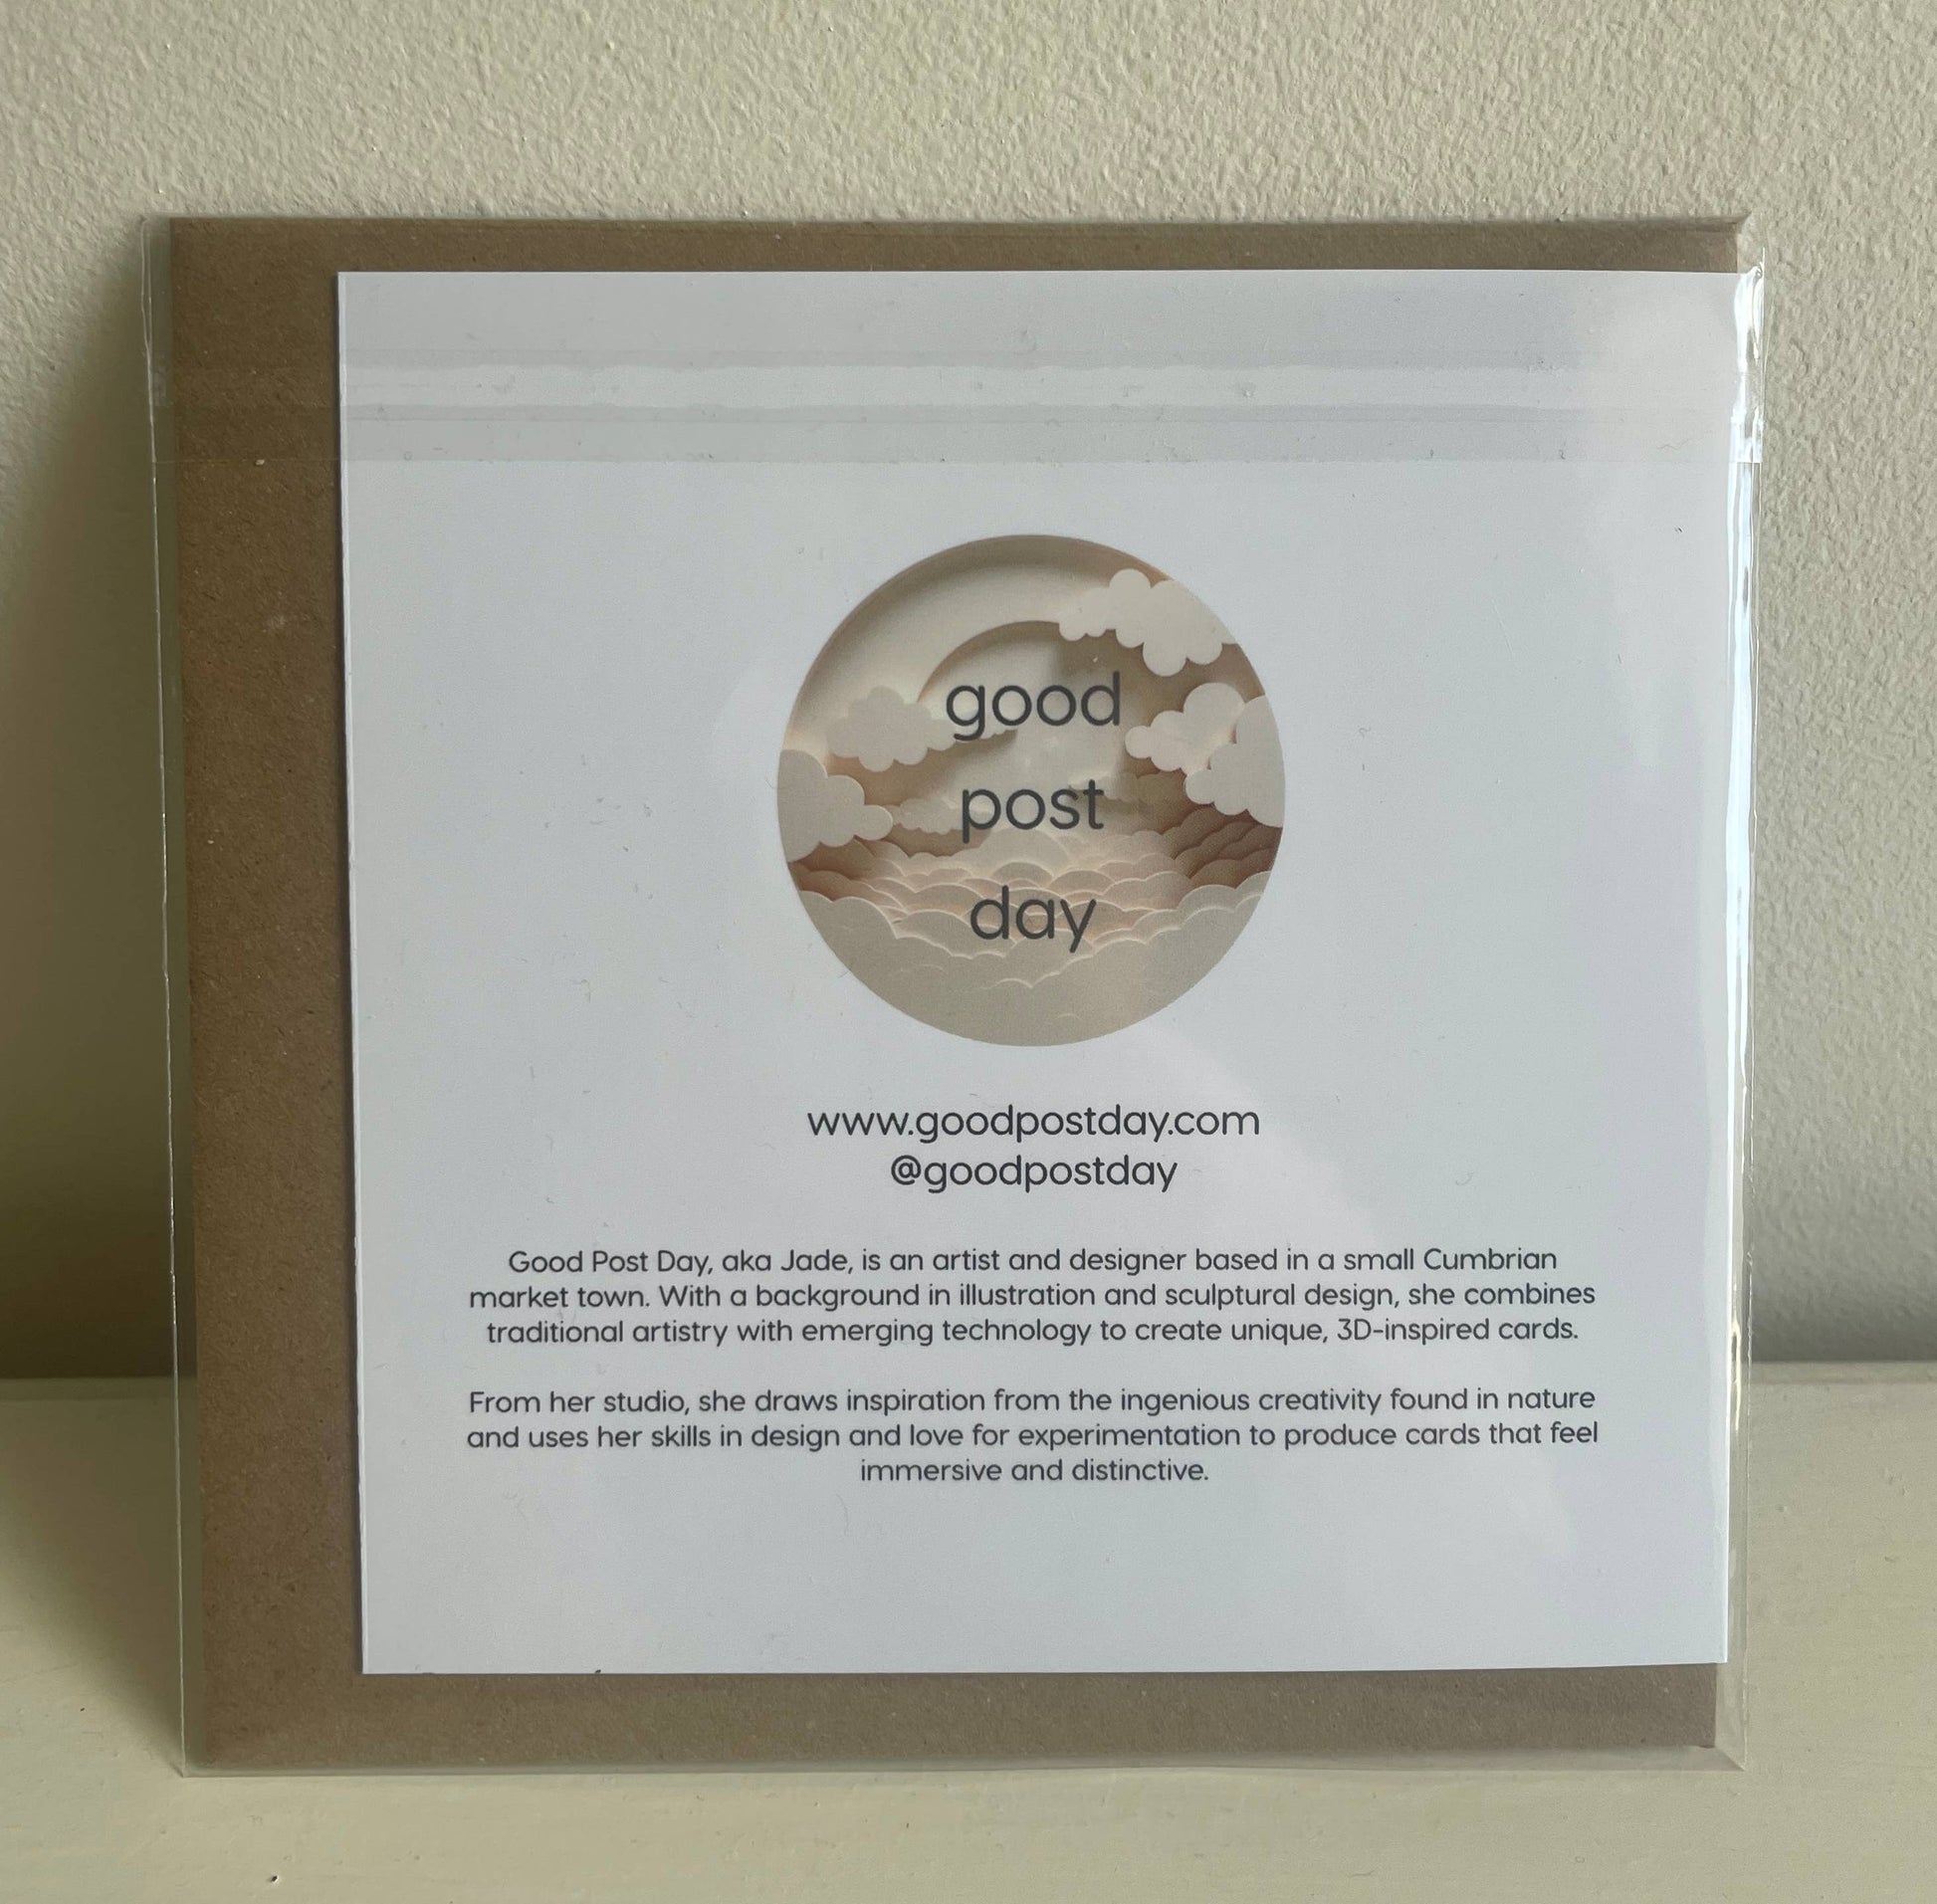 good
post
day
www.goodpostday.com
@goodpostday
Good Post Day, aka Jade, is an artist and designer based in a small Cumbrian
market town. With a background in illustration and sculptural design, she combines
traditional artistry with emerging technology to create unique, 3D-inspired cards.
From her studio, she draws inspiration from the ingenious creativity found in nature
and uses her skills in design and love for experimentation to produce cards that feel
immersive and distinctive.